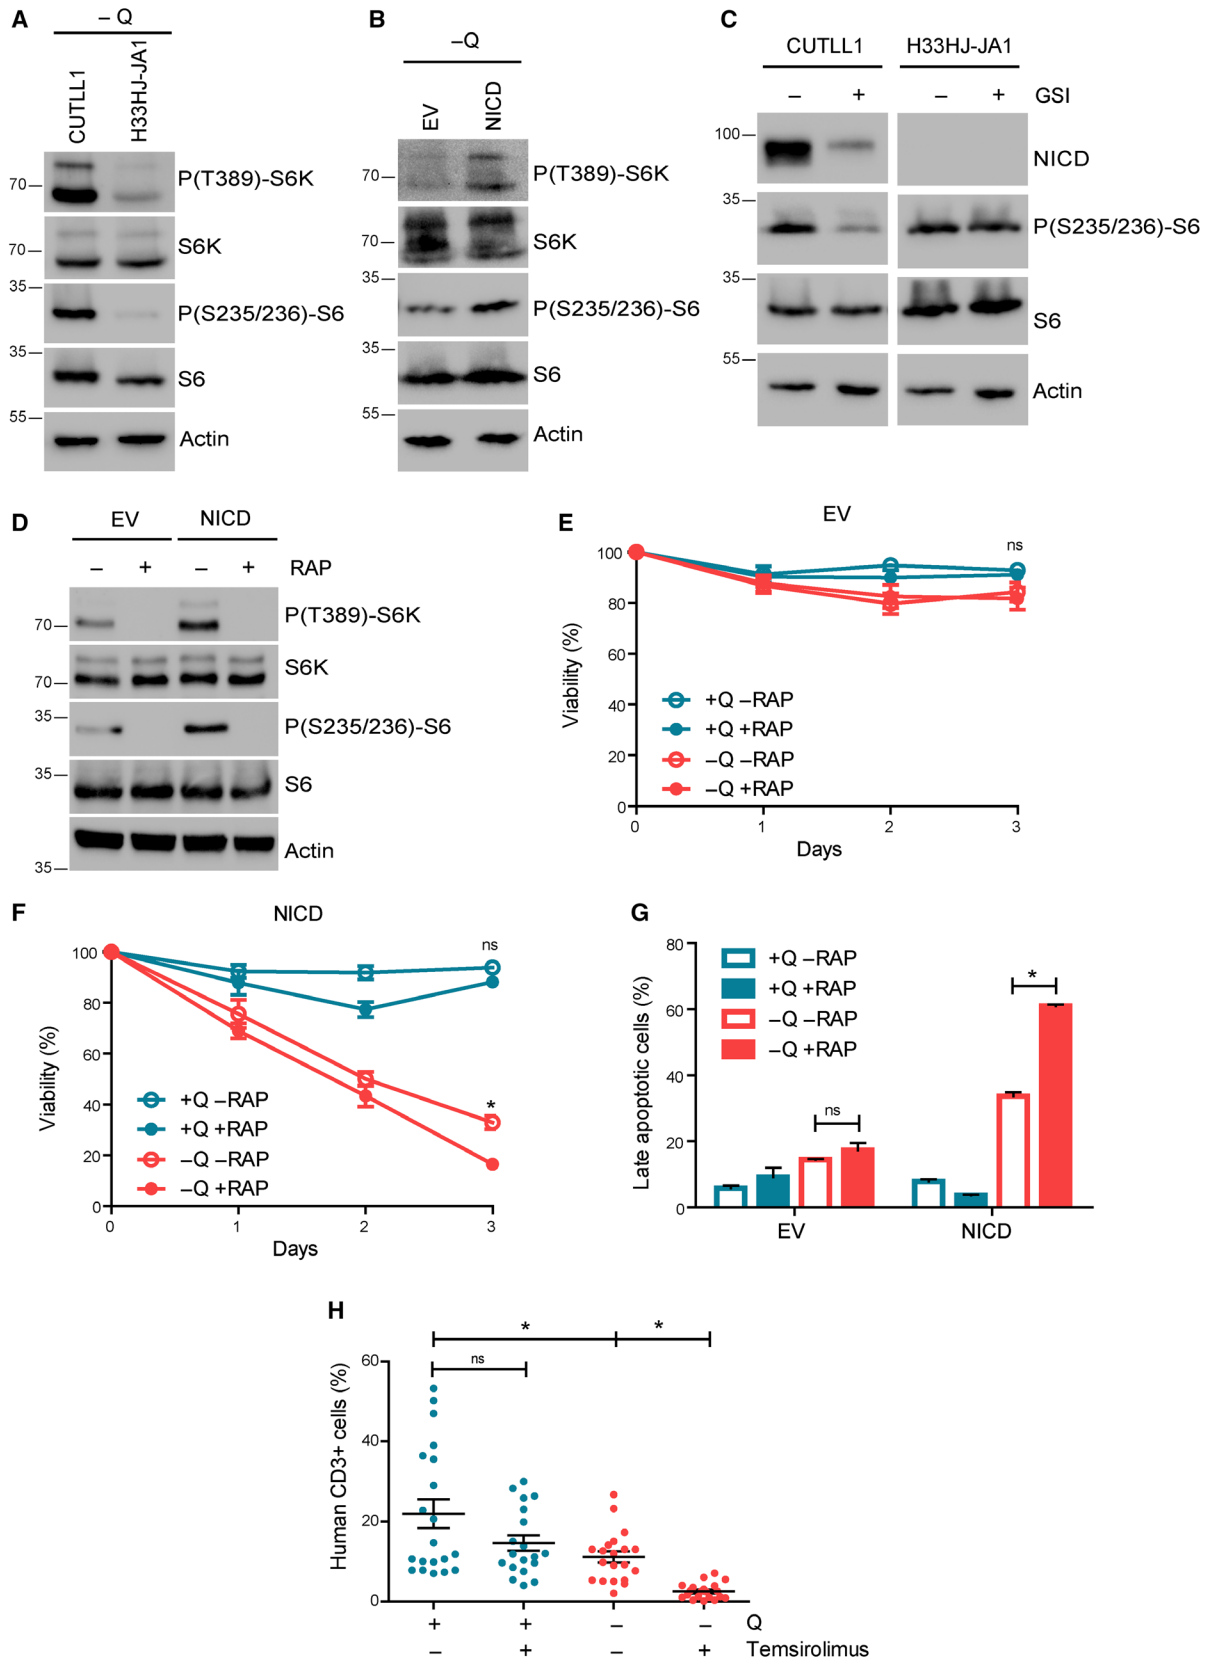 A
– Q
CUTLL1
H33HJ-JA1
70
P(T389)-S6K
70
S6K
35
P(S235/236)-S6
35
S6
55
Actin
B
–Q
EV
NICD
70
P(T389)-S6K
70
S6K
35
P(S235/236)-S6
35
S6
55
Actin
C
CUTLL1 H33HJ-JA1
– + – + GSI
100
NICD
35
P(S235/236)-S6
35
S6
55
Actin
D
EV NICD
– + – + RAP
70
P(T389)-S6K
70
S6K
35
P(S235/236)-S6
35
S6
35
Actin
E
EV
Viability (%)
100
80
60
40
20
0
ns
+Q –RAP
+Q +RAP
–Q –RAP
–Q +RAP
0 1 2 3
Days
F
NICD
Viability (%)
100
80
60
40
20
0
ns
*
+Q –RAP
+Q +RAP
–Q –RAP
–Q +RAP
0 1 2 3
Days
G
Late apoptotic cells (%)
80
60
40
20
0
+Q –RAP
+Q +RAP
–Q –RAP
–Q +RAP
ns
*
EV NICD
H
Human CD3+ cells (%)
60
40
20
0
* *
ns
+ + – – Q
– + – + Temsirolimus